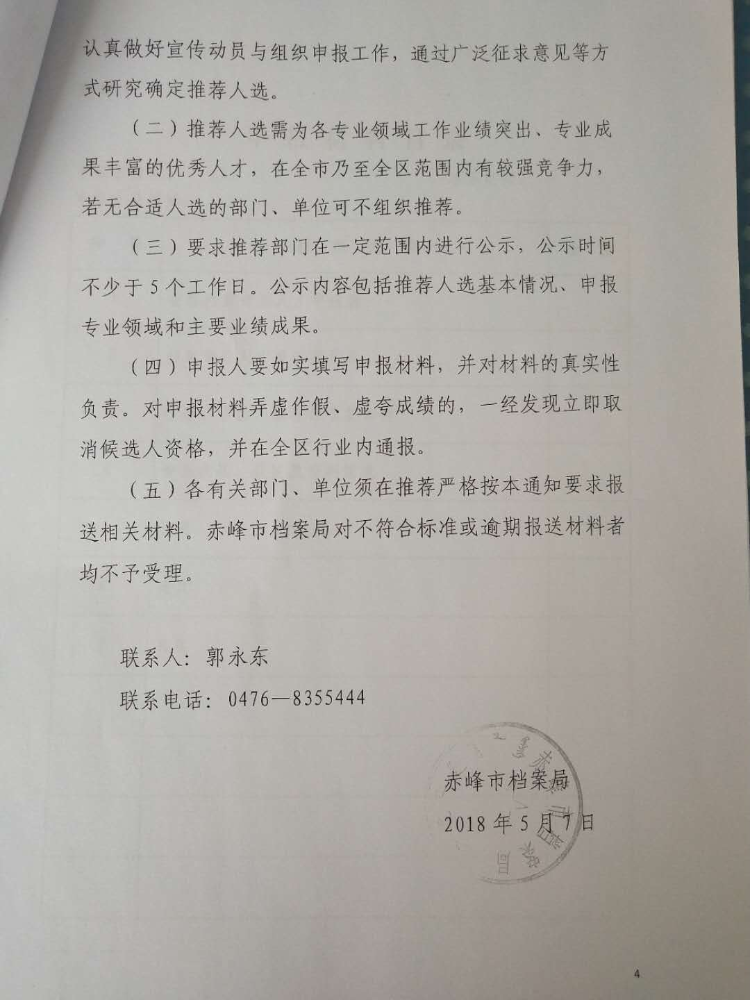 认真做好宣传动员与组织申报工作，通过广泛征求意见等方
式研究确定推荐人选。
（二）推荐人选需为各专业领域工作业绩突出、专业成
果丰富的优秀人才，在全市乃至全区范围内有较强竞争力，
若无合适人选的部门、单位可不组织推荐。
（三）要求推荐部门在一定范围内进行公示，公示时间
不少于 5 个工作日。公示内容包括推荐人选基本情况、申报
专业领域和主要业绩成果。
（四）申报人要如实填写申报材料，并对材料的真实性
负责。对申报材料弄虚作假、虚夸成绩的，一经发现立即取
消候选人资格，并在全区行业内通报。
（五）各有关部门、单位须在推荐严格按本通知要求报
送相关材料。赤峰市档案局对不符合标准或逾期报送材料者
均不予受理。
联系人：郭永东
联系电话：0476—8355444
赤峰市档案局
2018 年 5 月 7 日
4